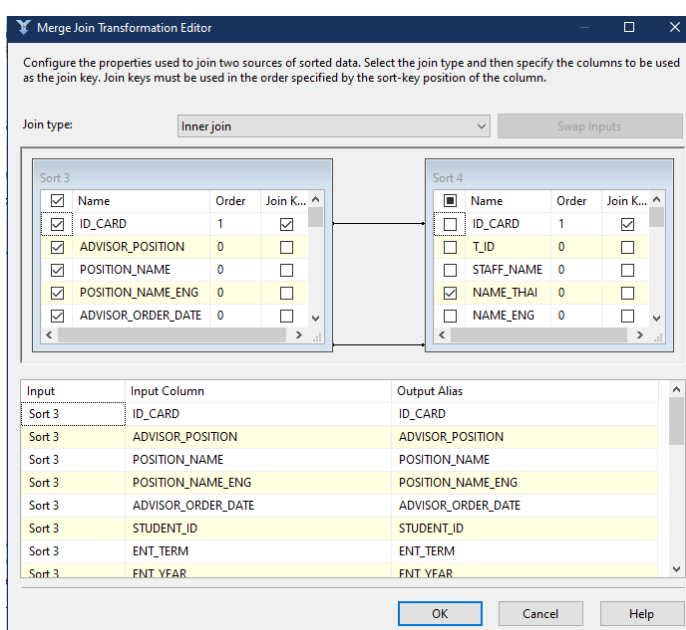 Merge Join Transformation Editor
Configure the properties used to join two sources of sorted data. Select the join type and then specify the columns to be used
as the join key. Join keys must be used in the order specified by the sort-key position of the column.
Join type: Inner join Swap Inputs
Sort 3
Name Order Join K...
ID_CARD 1
ADVISOR_POSITION 0
POSITION_NAME 0
POSITION_NAME_ENG 0
ADVISOR_ORDER_DATE 0
Sort 4
Name Order Join K...
ID_CARD 1
T_ID 0
STAFF_NAME 0
NAME_THAI 0
NAME_ENG 0
Input Input Column Output Alias
Sort 3 ID_CARD ID_CARD
Sort 3 ADVISOR_POSITION ADVISOR_POSITION
Sort 3 POSITION_NAME POSITION_NAME
Sort 3 POSITION_NAME_ENG POSITION_NAME_ENG
Sort 3 ADVISOR_ORDER_DATE ADVISOR_ORDER_DATE
Sort 3 STUDENT_ID STUDENT_ID
Sort 3 ENT_TERM ENT_TERM
Sort 3 ENT_YEAR ENT_YEAR
OK Cancel Help